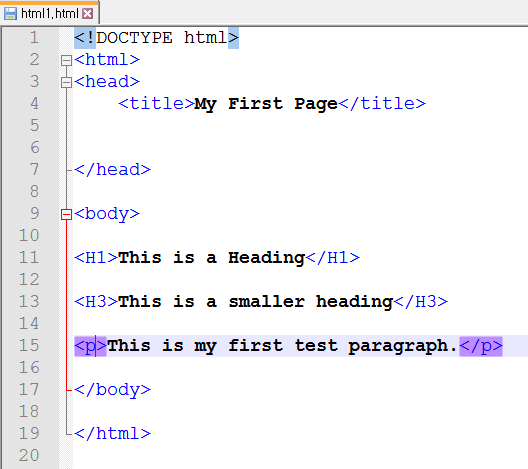 html1.html
1 <!DOCTYPE html>
2 <html>
3 <head>
4 <title>My First Page</title>
5
6
7 </head>
8
9 <body>
10
11 <H1>This is a Heading</H1>
12
13 <H3>This is a smaller heading</H3>
14
15 <p>This is my first test paragraph.</p>
16
17 </body>
18
19 </html>
20